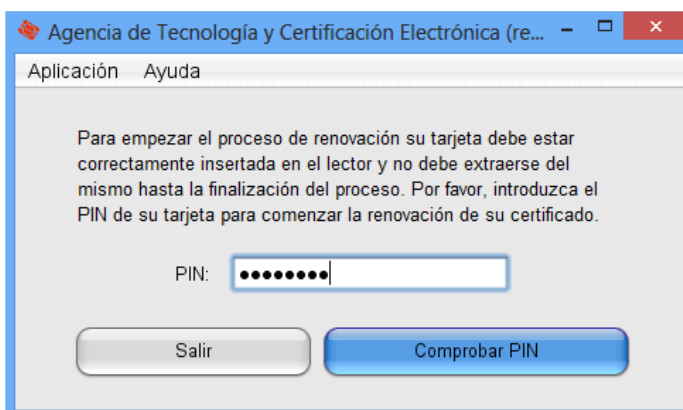 Agencia de Tecnología y Certificación Electrónica (re...
Aplicación Ayuda
Para empezar el proceso de renovación su tarjeta debe estar
correctamente insertada en el lector y no debe extraerse del
mismo hasta la finalización del proceso. Por favor, introduzca el
PIN de su tarjeta para comenzar la renovación de su certificado.
PIN: ●●●●●●●●
Salir Comprobar PIN